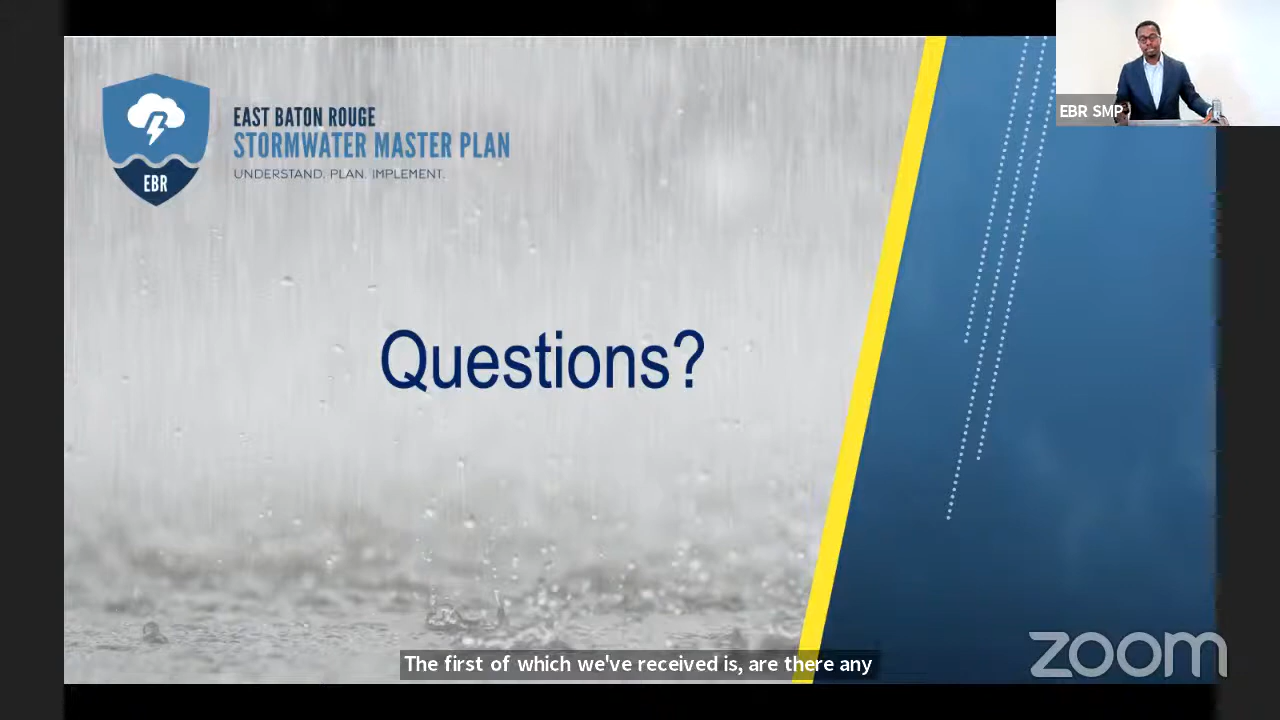 EBR SMP
EAST BATON ROUGE
STORMWATER MASTER PLAN
UNDERSTAND. PLAN. IMPLEMENT.
EBR
Questions?
The first of which we've received is, are there any
zoom